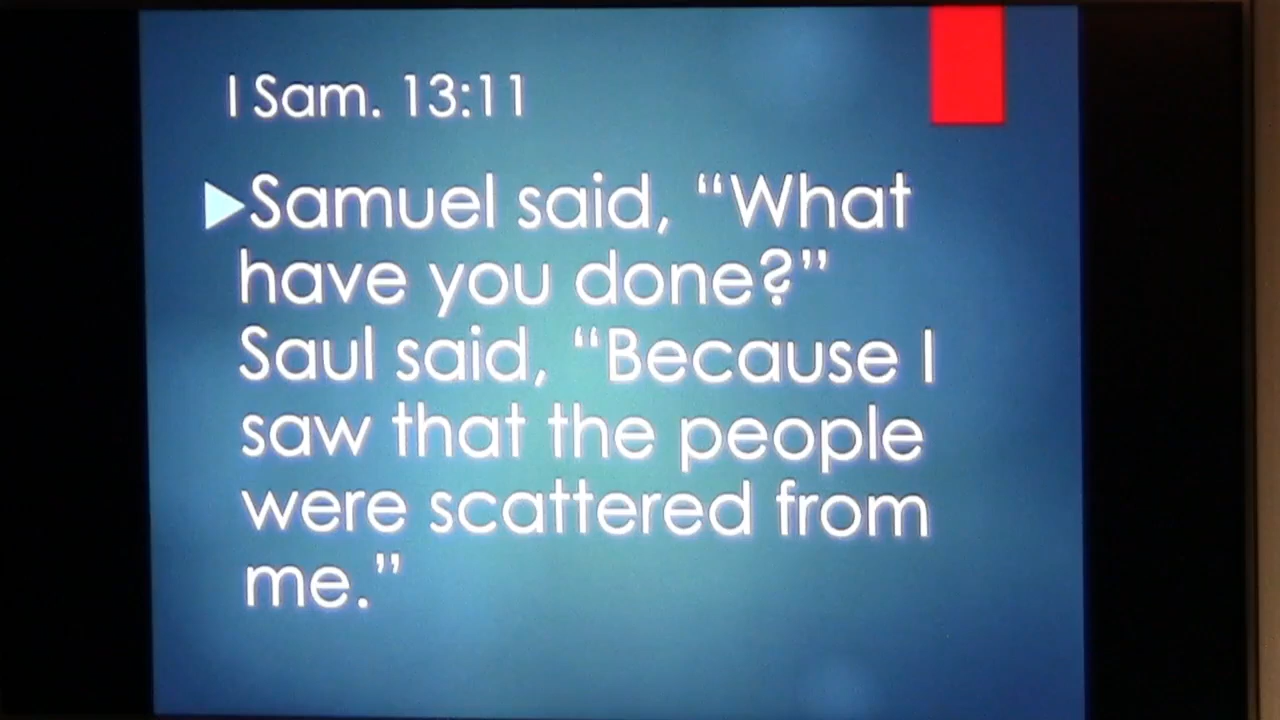 I Sam. 13:11
Samuel said, “What
have you done?”
Saul said, “Because I
saw that the people
were scattered from
me.”